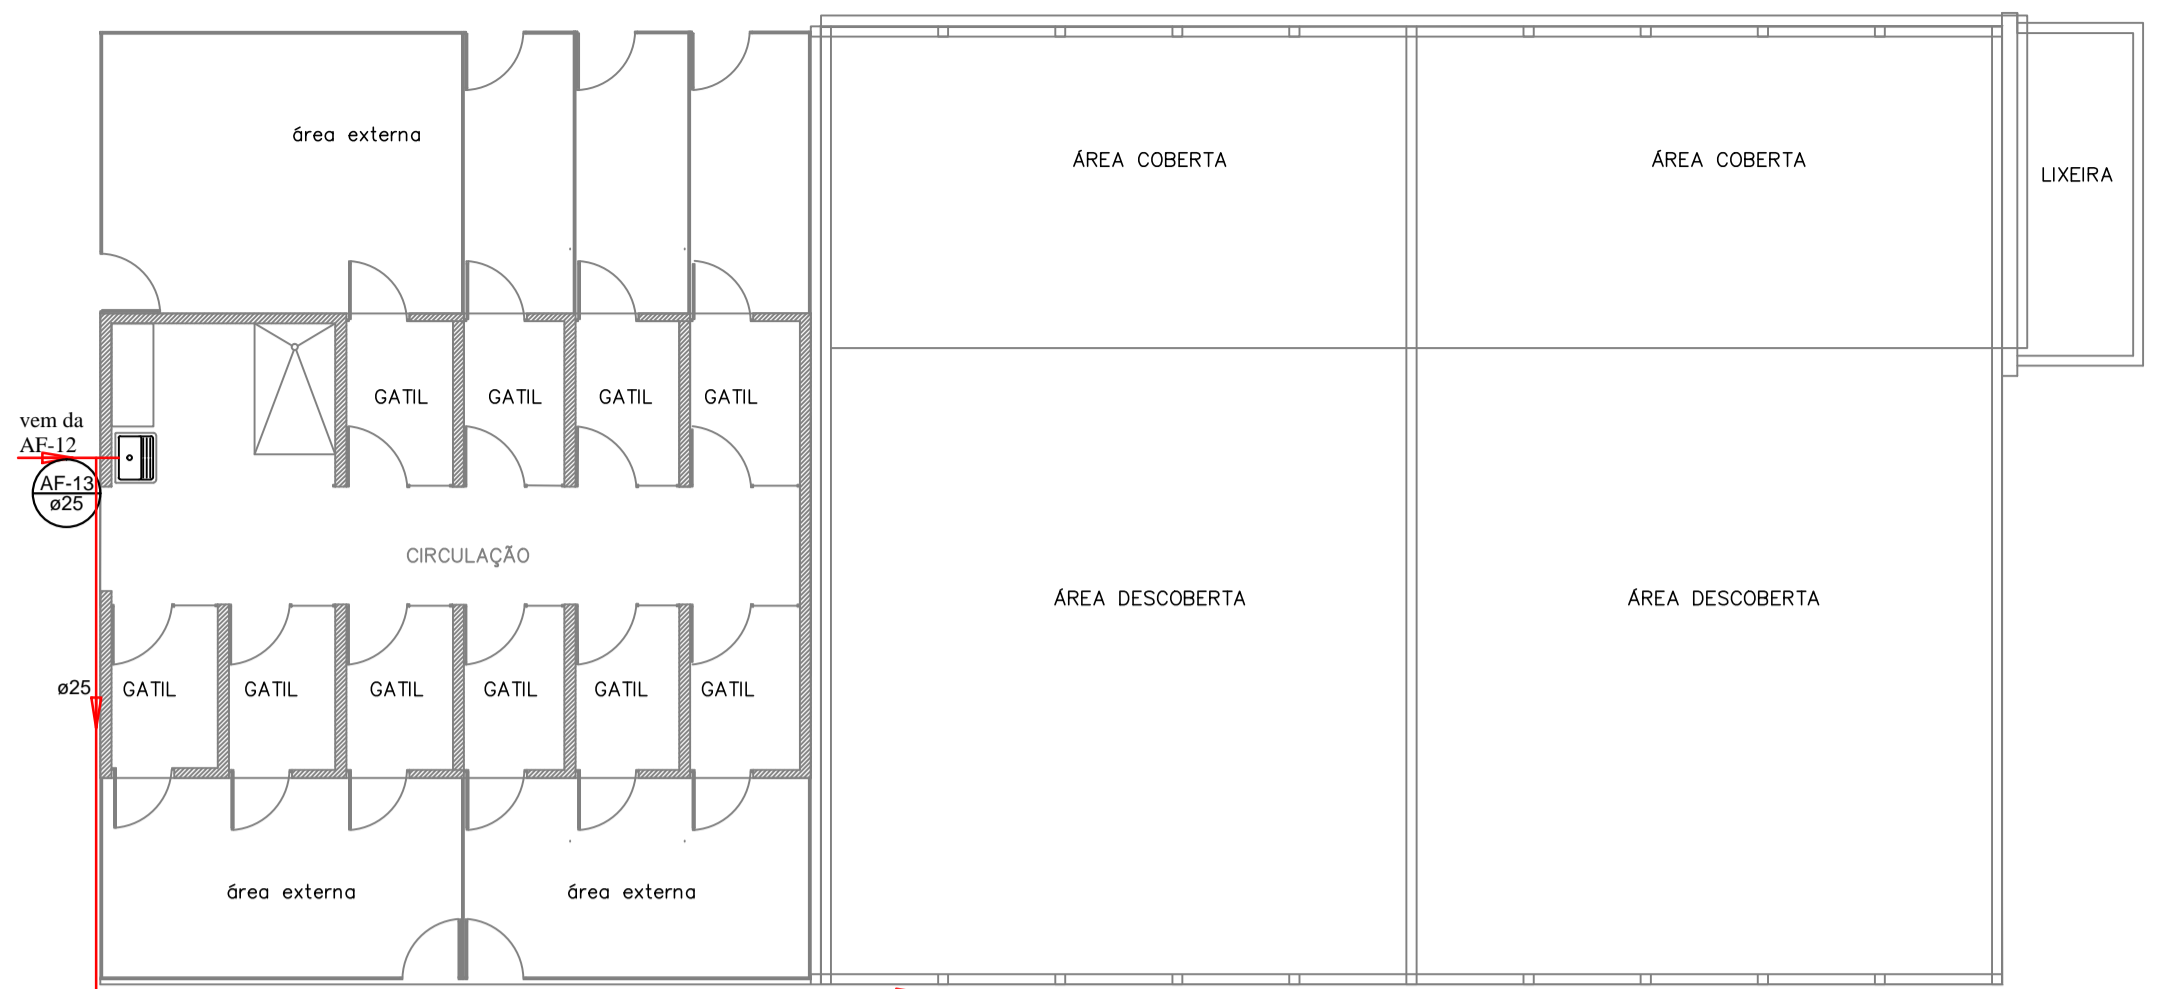 área externa
ÁREA COBERTA
ÁREA COBERTA
LIXEIRA
GATIL
GATIL
GATIL
GATIL
vem da
AF-12
AF-13
ø25
CIRCULAÇÃO
ÁREA DESCOBERTA
ÁREA DESCOBERTA
ø25
GATIL
GATIL
GATIL
GATIL
GATIL
GATIL
área externa
área externa